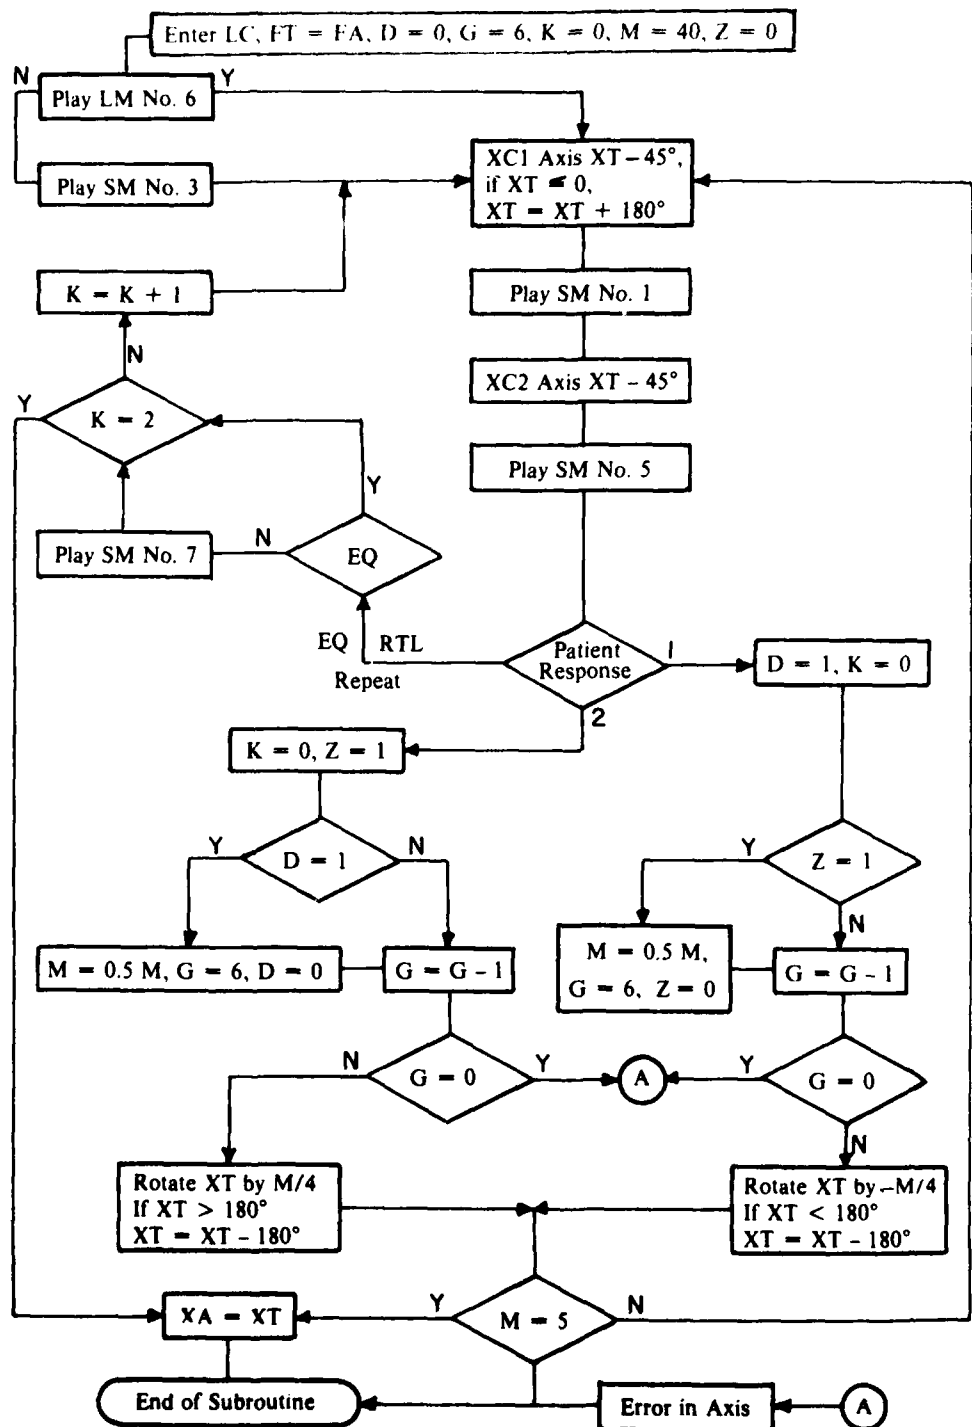 Enter LC, FT = FA, D = 0, G = 6, K = 0, M = 40, Z = 0
N
Play LM No. 6
Y
Play SM No. 3
XC1 Axis XT - 45°,
if XT ≤ 0,
XT = XT + 180°
K = K + 1
Play SM No. 1
N
XC2 Axis XT - 45°
Y
K = 2
Play SM No. 5
Y
Play SM No. 7
N
EQ
EQ
RTL
Repeat
Patient
Response
1
D = 1, K = 0
2
K = 0, Z = 1
Y
D = 1
N
Y
Z = 1
N
M = 0.5 M, G = 6, D = 0
G = G - 1
M = 0.5 M,
G = 6, Z = 0
G = G - 1
N
G = 0
Y
A
Y
G = 0
N
Rotate XT by M/4
If XT > 180°
XT = XT - 180°
Rotate XT by -M/4
If XT < 180°
XT = XT - 180°
XA = XT
Y
M = 5
N
End of Subroutine
Error in Axis
A